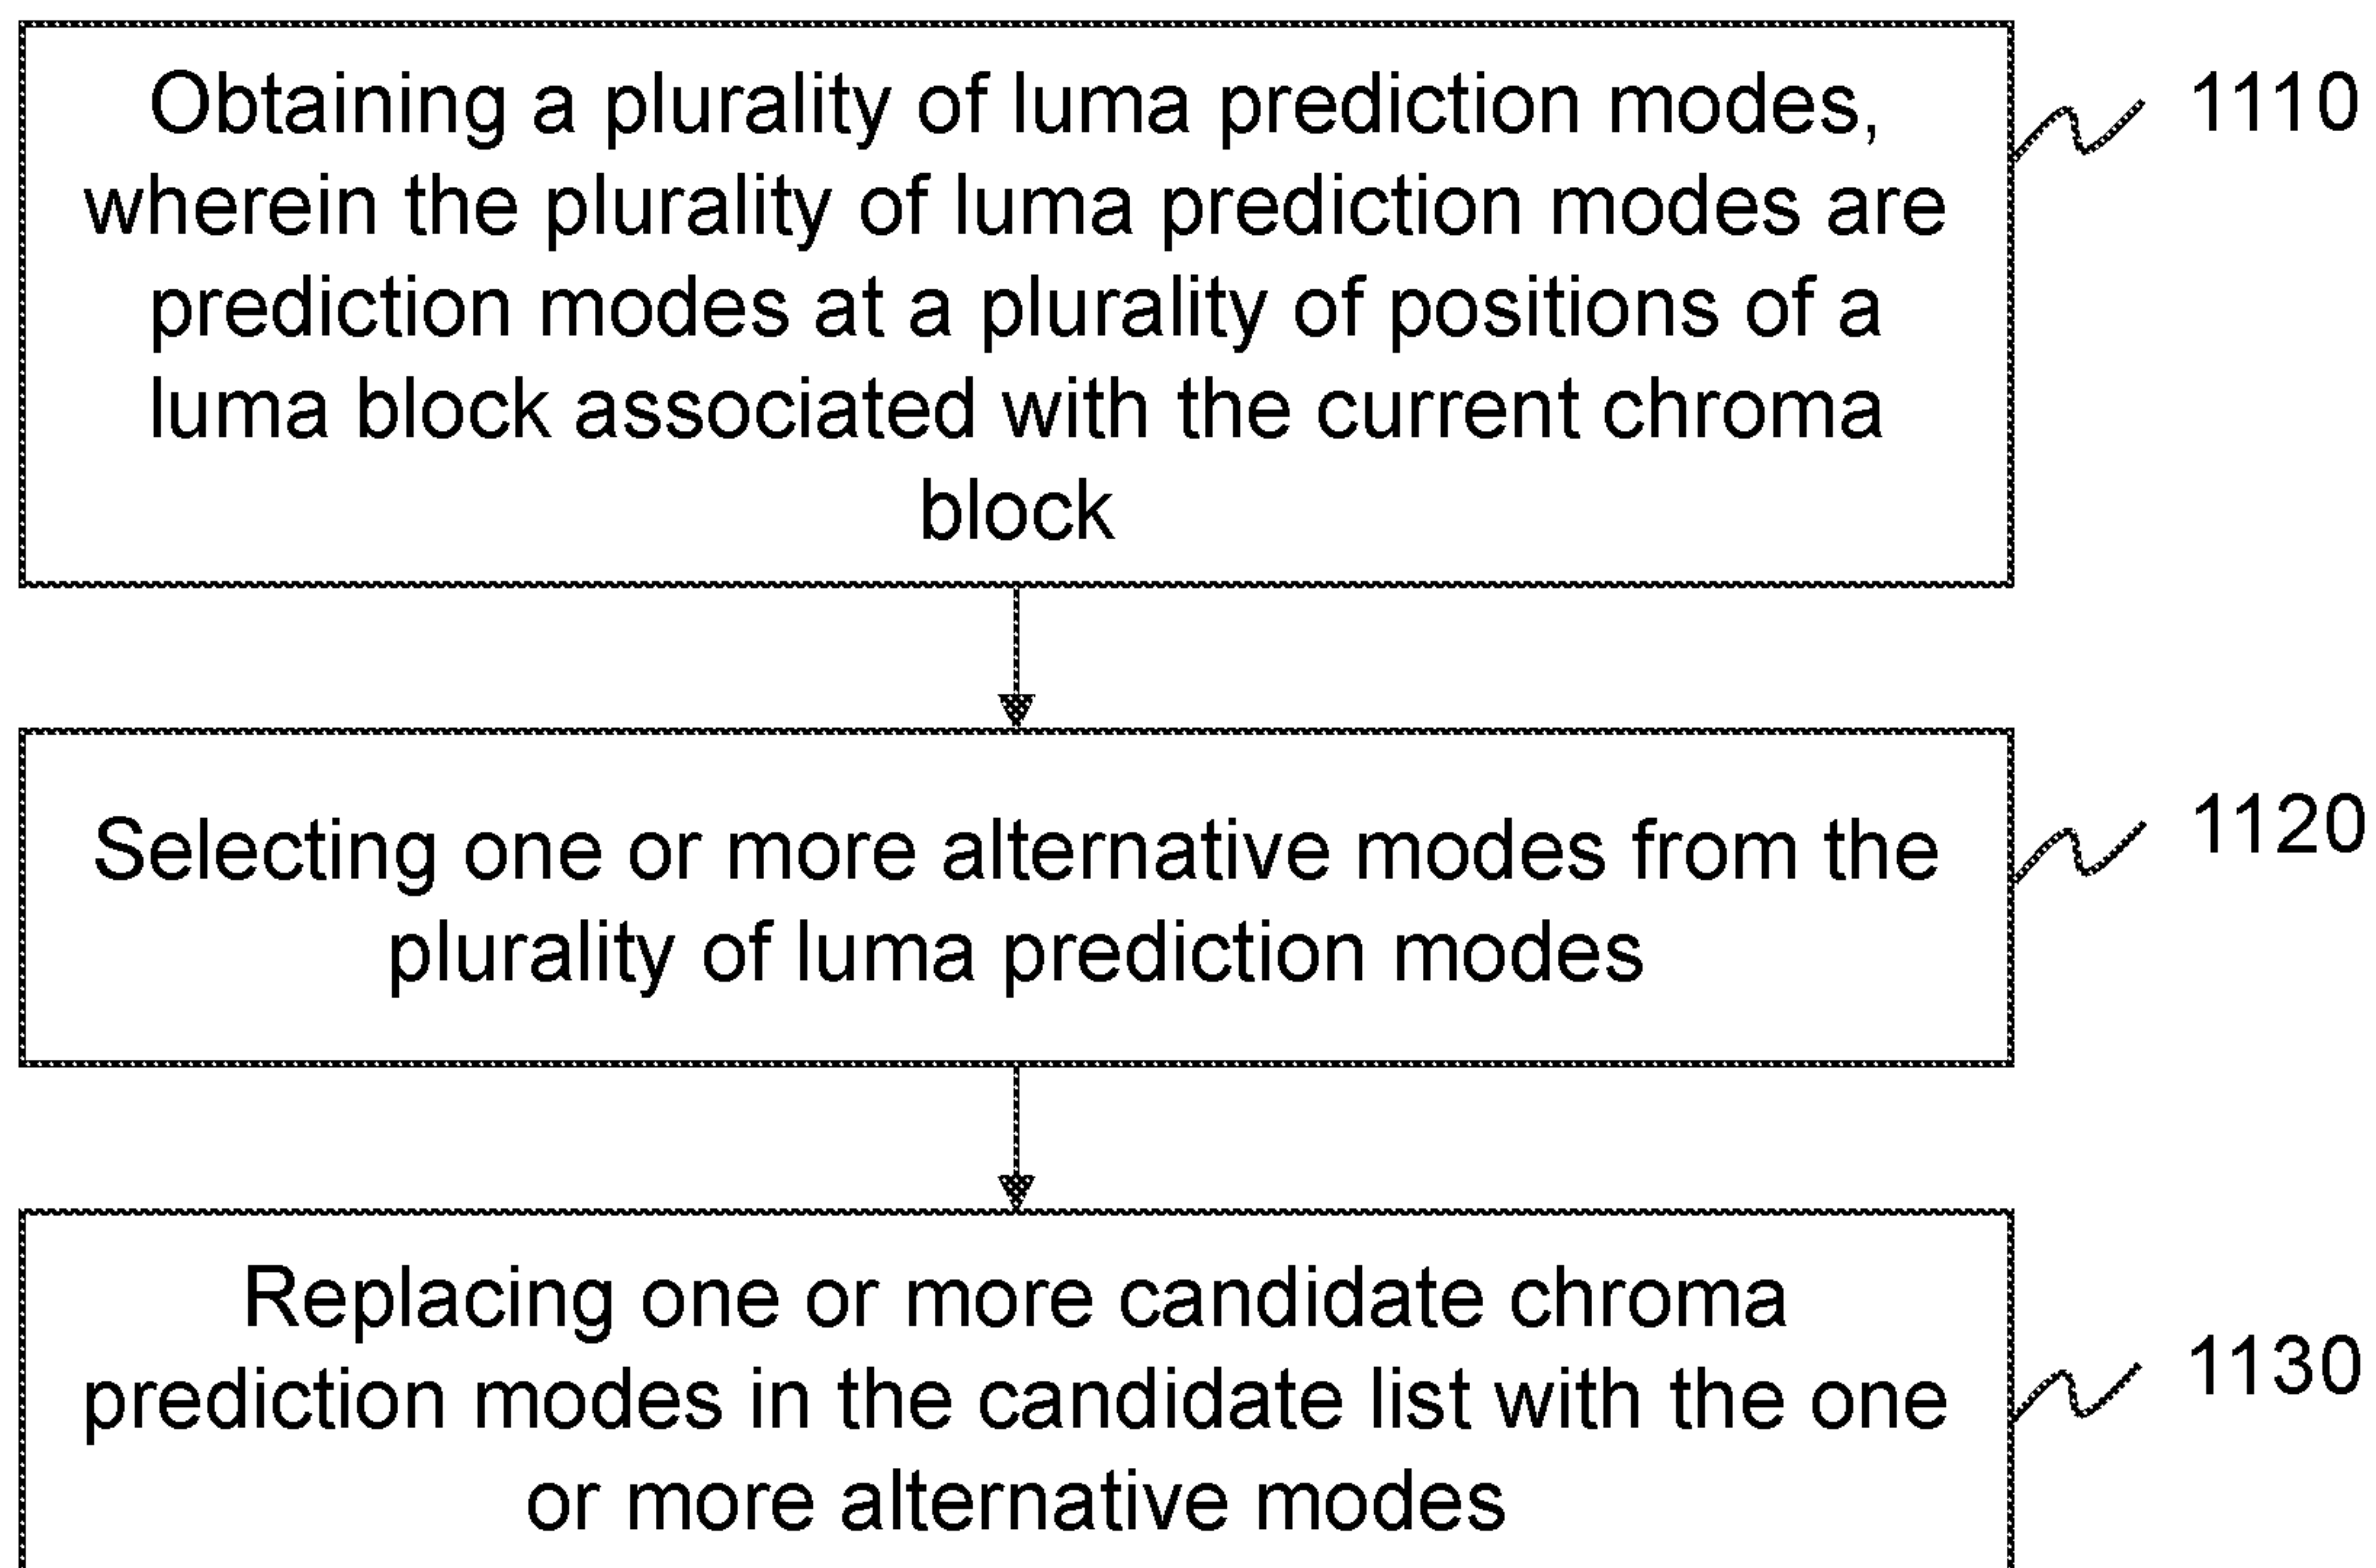 Obtaining a plurality of luma prediction modes,
wherein the plurality of luma prediction modes are
prediction modes at a plurality of positions of a
luma block associated with the current chroma
block
1110
Selecting one or more alternative modes from the
plurality of luma prediction modes
1120
Replacing one or more candidate chroma
prediction modes in the candidate list with the one
or more alternative modes
1130